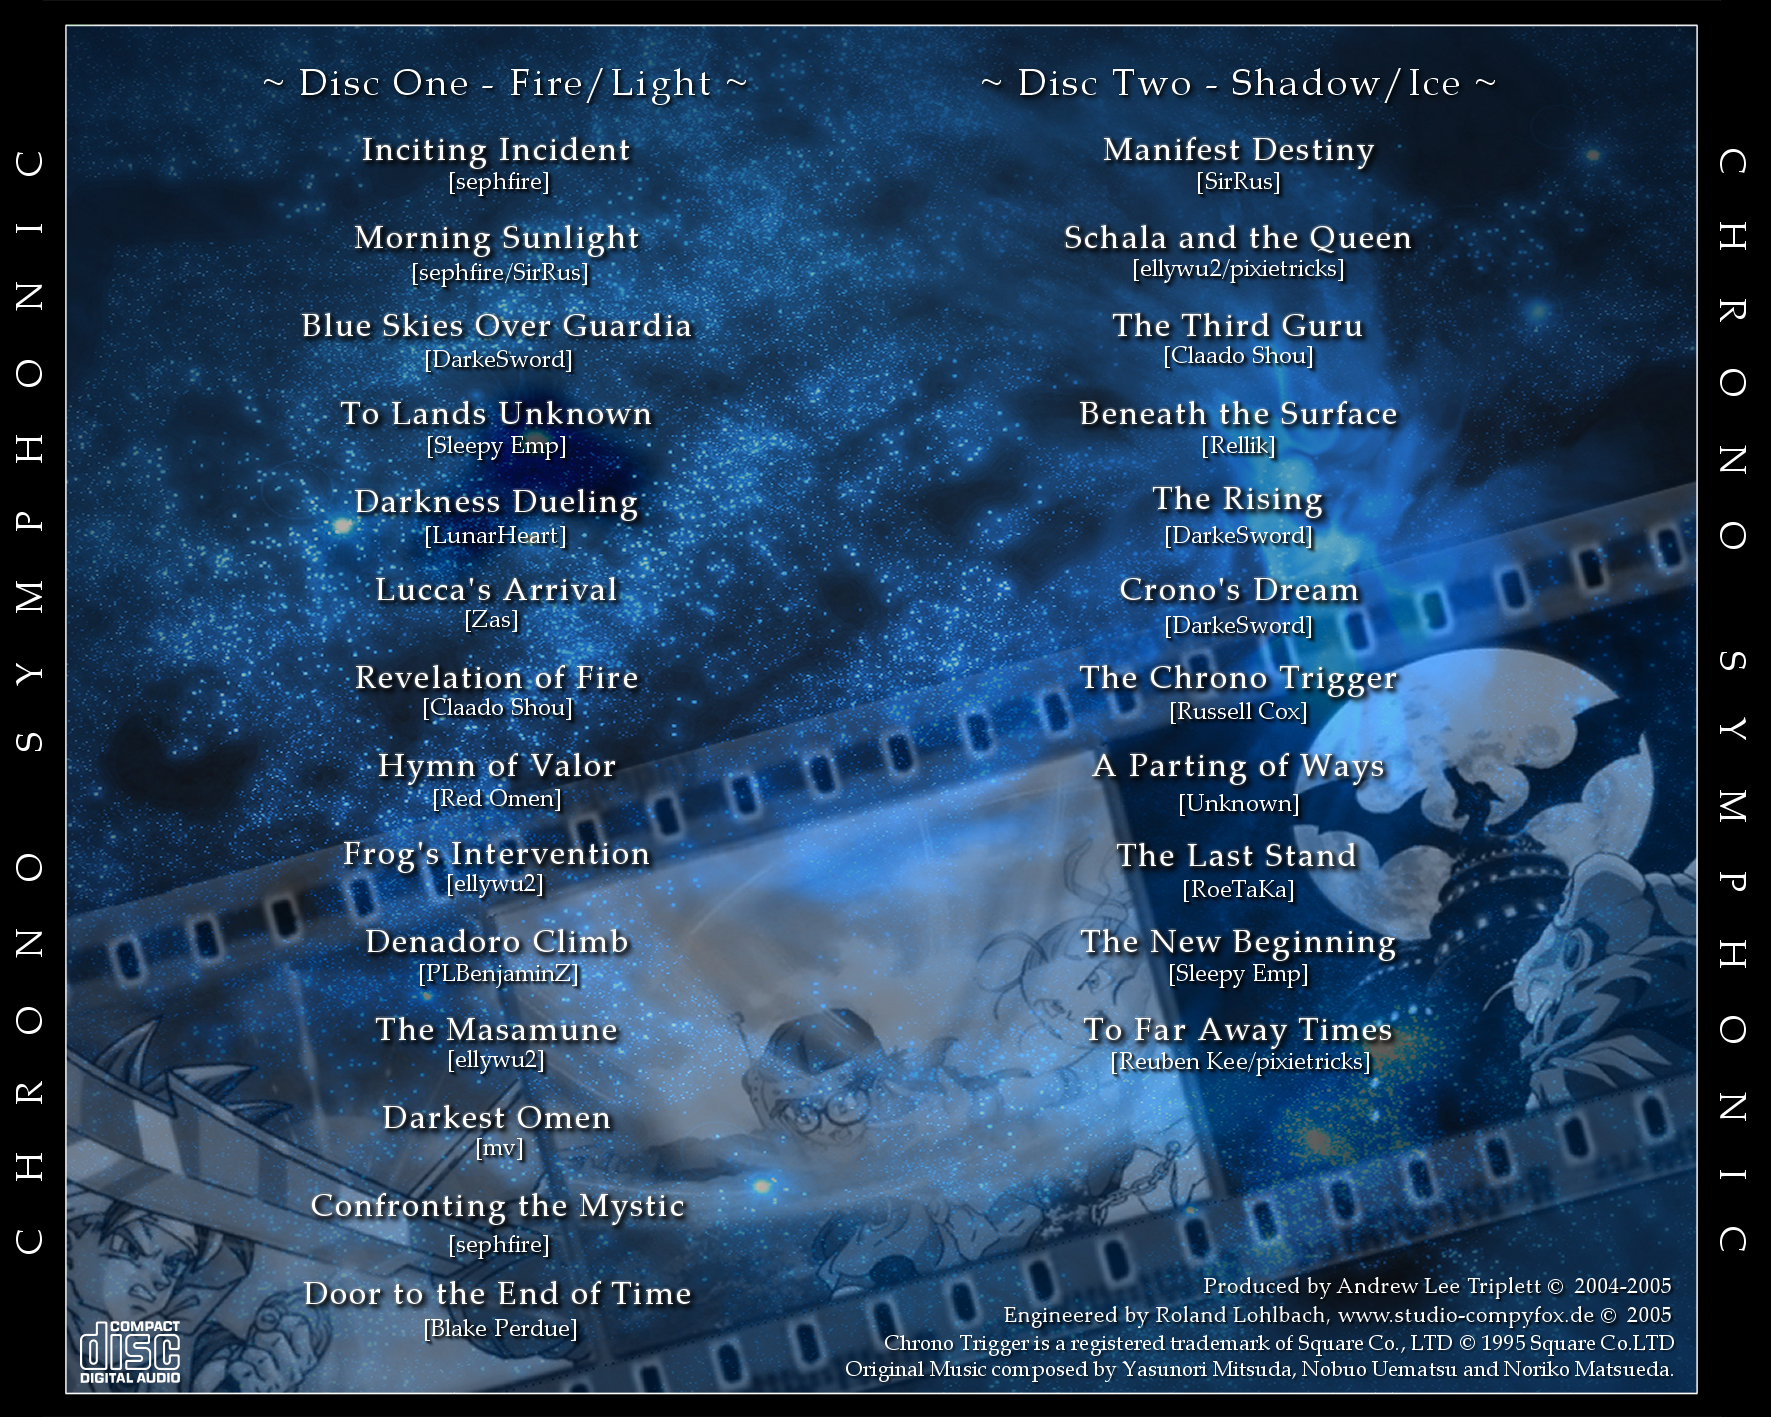 CHRONO SYMPHONIC
~ Disc One - Fire/Light ~
Inciting Incident
[sephfire]
Morning Sunlight
[sephfire/SirRus]
Blue Skies Over Guardia
[DarkeSword]
To Lands Unknown
[Sleepy Emp]
Darkness Dueling
[LunarHeart]
Lucca's Arrival
[Zas]
Revelation of Fire
[Claado Shou]
Hymn of Valor
[Red Omen]
Frog's Intervention
[ellywu2]
Denadoro Climb
[PLBenjaminZ]
The Masamune
[ellywu2]
Darkest Omen
[mv]
Confronting the Mystic
[sephfire]
Door to the End of Time
[Blake Perdue]
COMPACT
disc
DIGITAL AUDIO
~ Disc Two - Shadow/Ice ~
Manifest Destiny
[SirRus]
Schala and the Queen
[ellywu2/pixietricks]
The Third Guru
[Claado Shou]
Beneath the Surface
[Rellik]
The Rising
[DarkeSword]
Crono's Dream
[DarkeSword]
The Chrono Trigger
[Russell Cox]
A Parting of Ways
[Unknown]
The Last Stand
[RoeTaKa]
The New Beginning
[Sleepy Emp]
To Far Away Times
[Reuben Kee/pixietricks]
Produced by Andrew Lee Triplett © 2004-2005
Engineered by Roland Lohlbach, www.studio-compyfox.de © 2005
Chrono Trigger is a registered trademark of Square Co., LTD © 1995 Square Co.LTD
Original Music composed by Yasunori Mitsuda, Nobuo Uematsu and Noriko Matsueda.
CHRONO SYMPHONIC